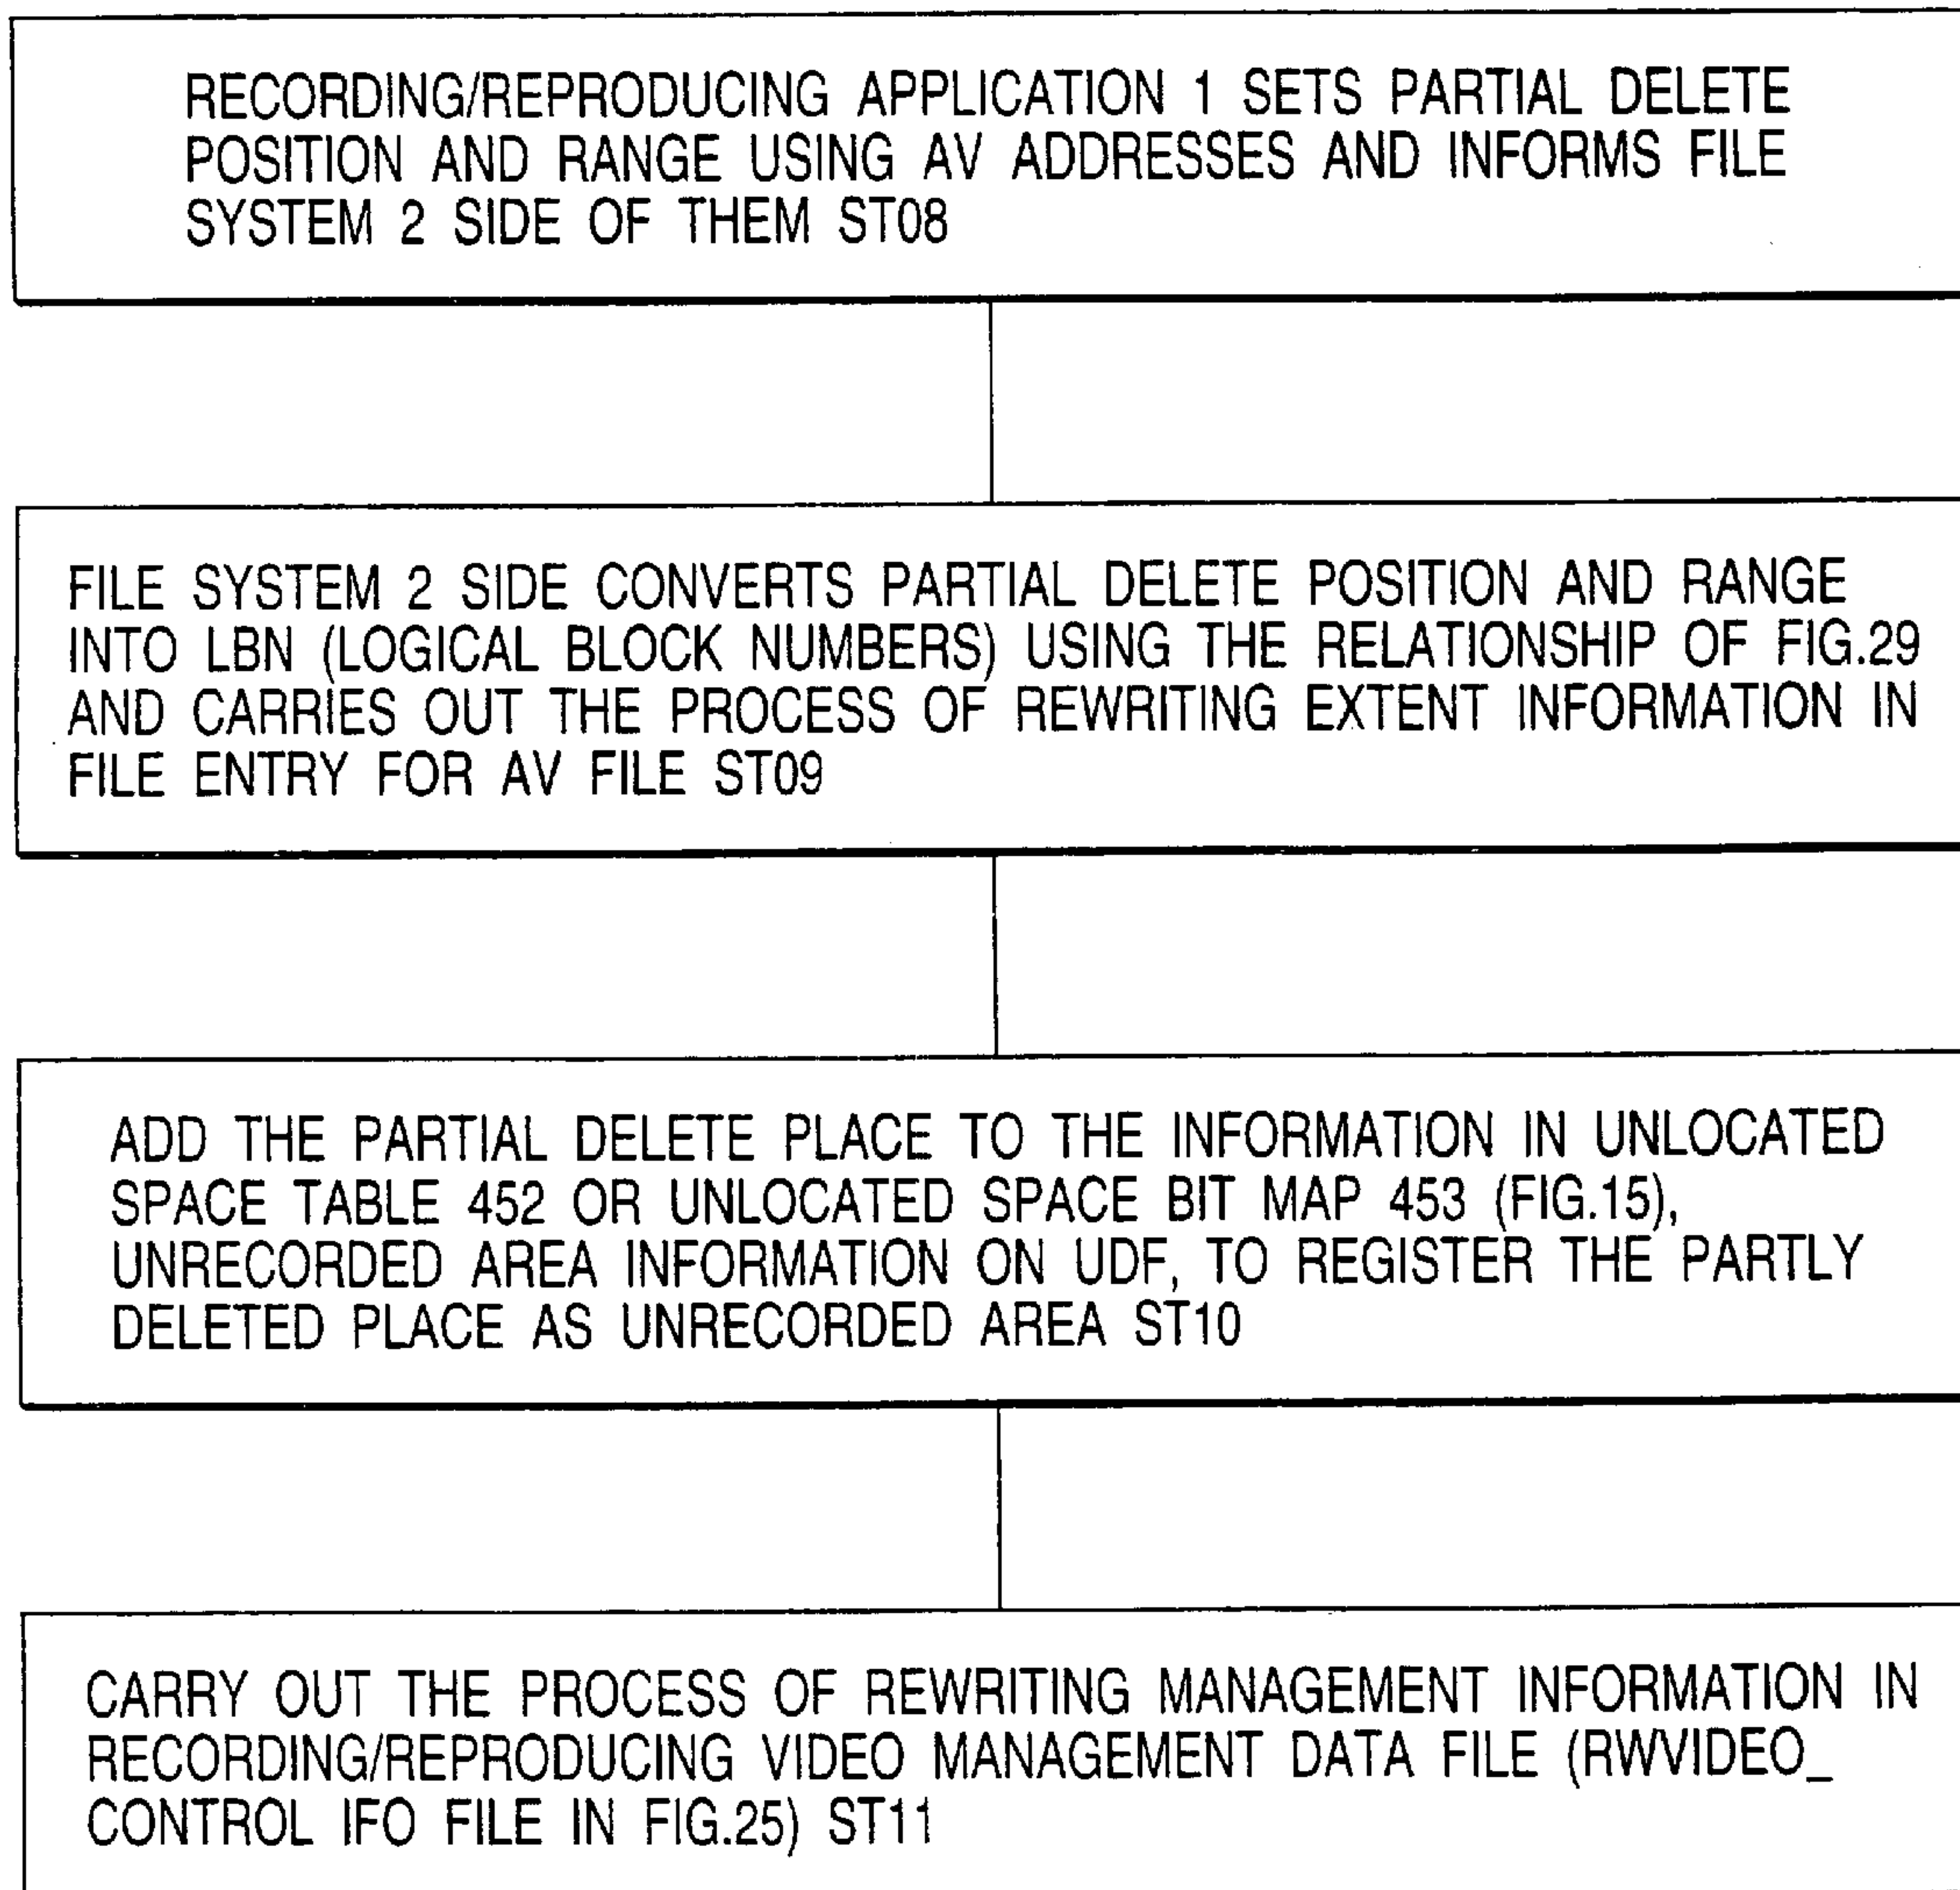 RECORDING/REPRODUCING APPLICATION 1 SETS PARTIAL DELETE
POSITION AND RANGE USING AV ADDRESSES AND INFORMS FILE
SYSTEM 2 SIDE OF THEM ST08
FILE SYSTEM 2 SIDE CONVERTS PARTIAL DELETE POSITION AND RANGE
INTO LBN (LOGICAL BLOCK NUMBERS) USING THE RELATIONSHIP OF FIG.29
AND CARRIES OUT THE PROCESS OF REWRITING EXTENT INFORMATION IN
FILE ENTRY FOR AV FILE ST09
ADD THE PARTIAL DELETE PLACE TO THE INFORMATION IN UNLOCATED
SPACE TABLE 452 OR UNLOCATED SPACE BIT MAP 453 (FIG.15),
UNRECORDED AREA INFORMATION ON UDF, TO REGISTER THE PARTLY
DELETED PLACE AS UNRECORDED AREA ST10
CARRY OUT THE PROCESS OF REWRITING MANAGEMENT INFORMATION IN
RECORDING/REPRODUCING VIDEO MANAGEMENT DATA FILE (RWVIDEO_
CONTROL IFO FILE IN FIG.25) ST11